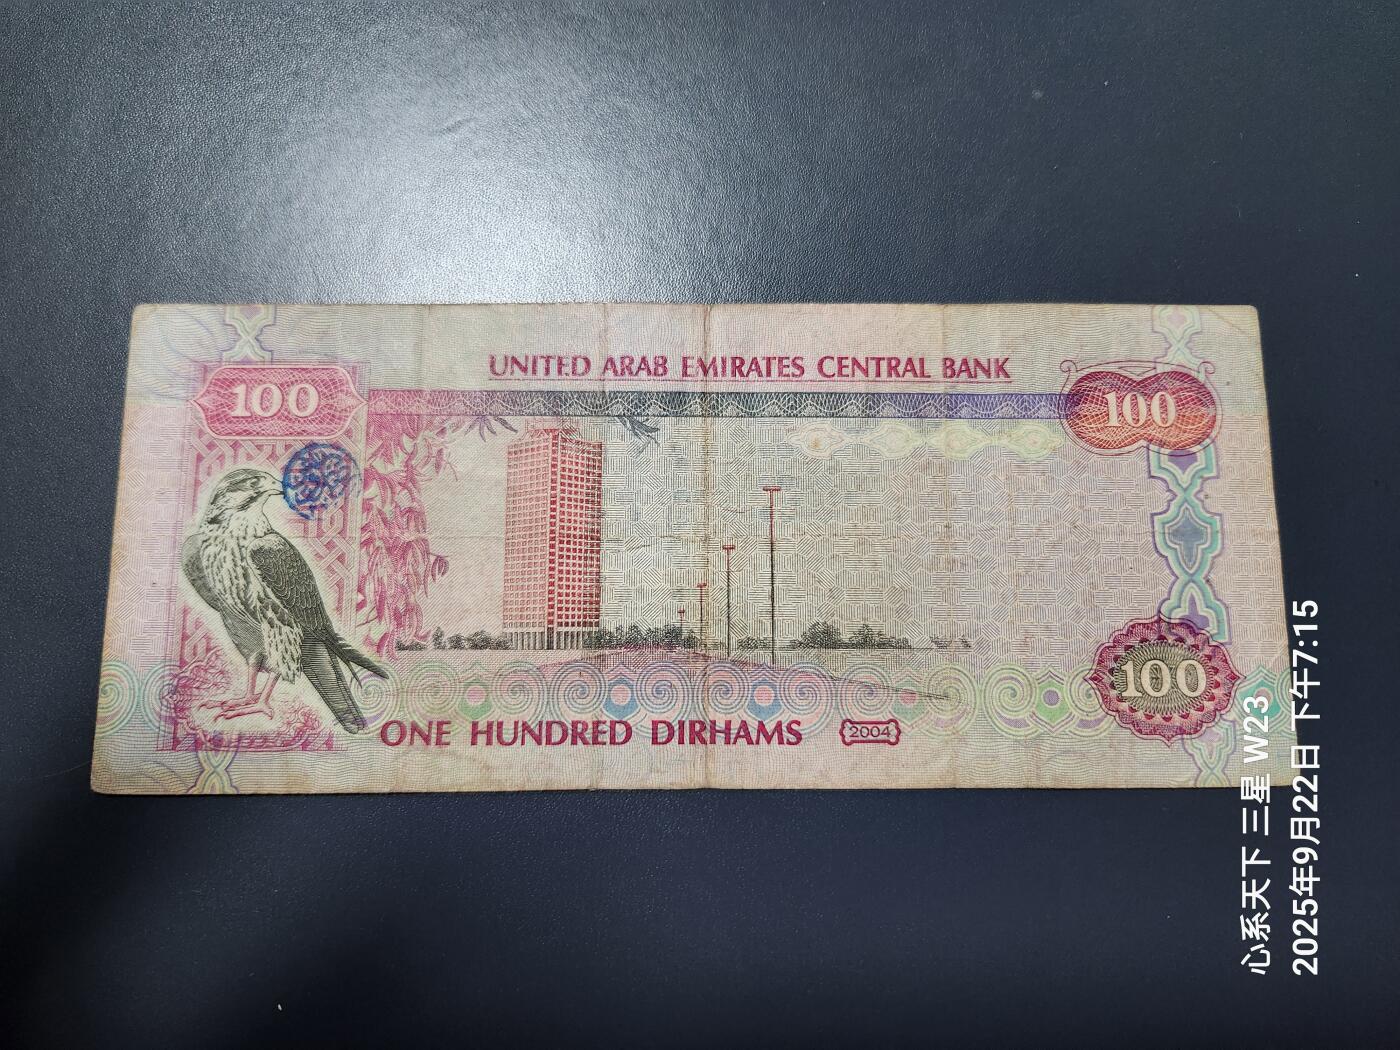 UNITED ARAB EMIRATES CENTRAL BANK
100
100
100
ONE HUNDRED DIRHAMS
2004
心系天下 三星 W23
2025年9月22日 下午7:15